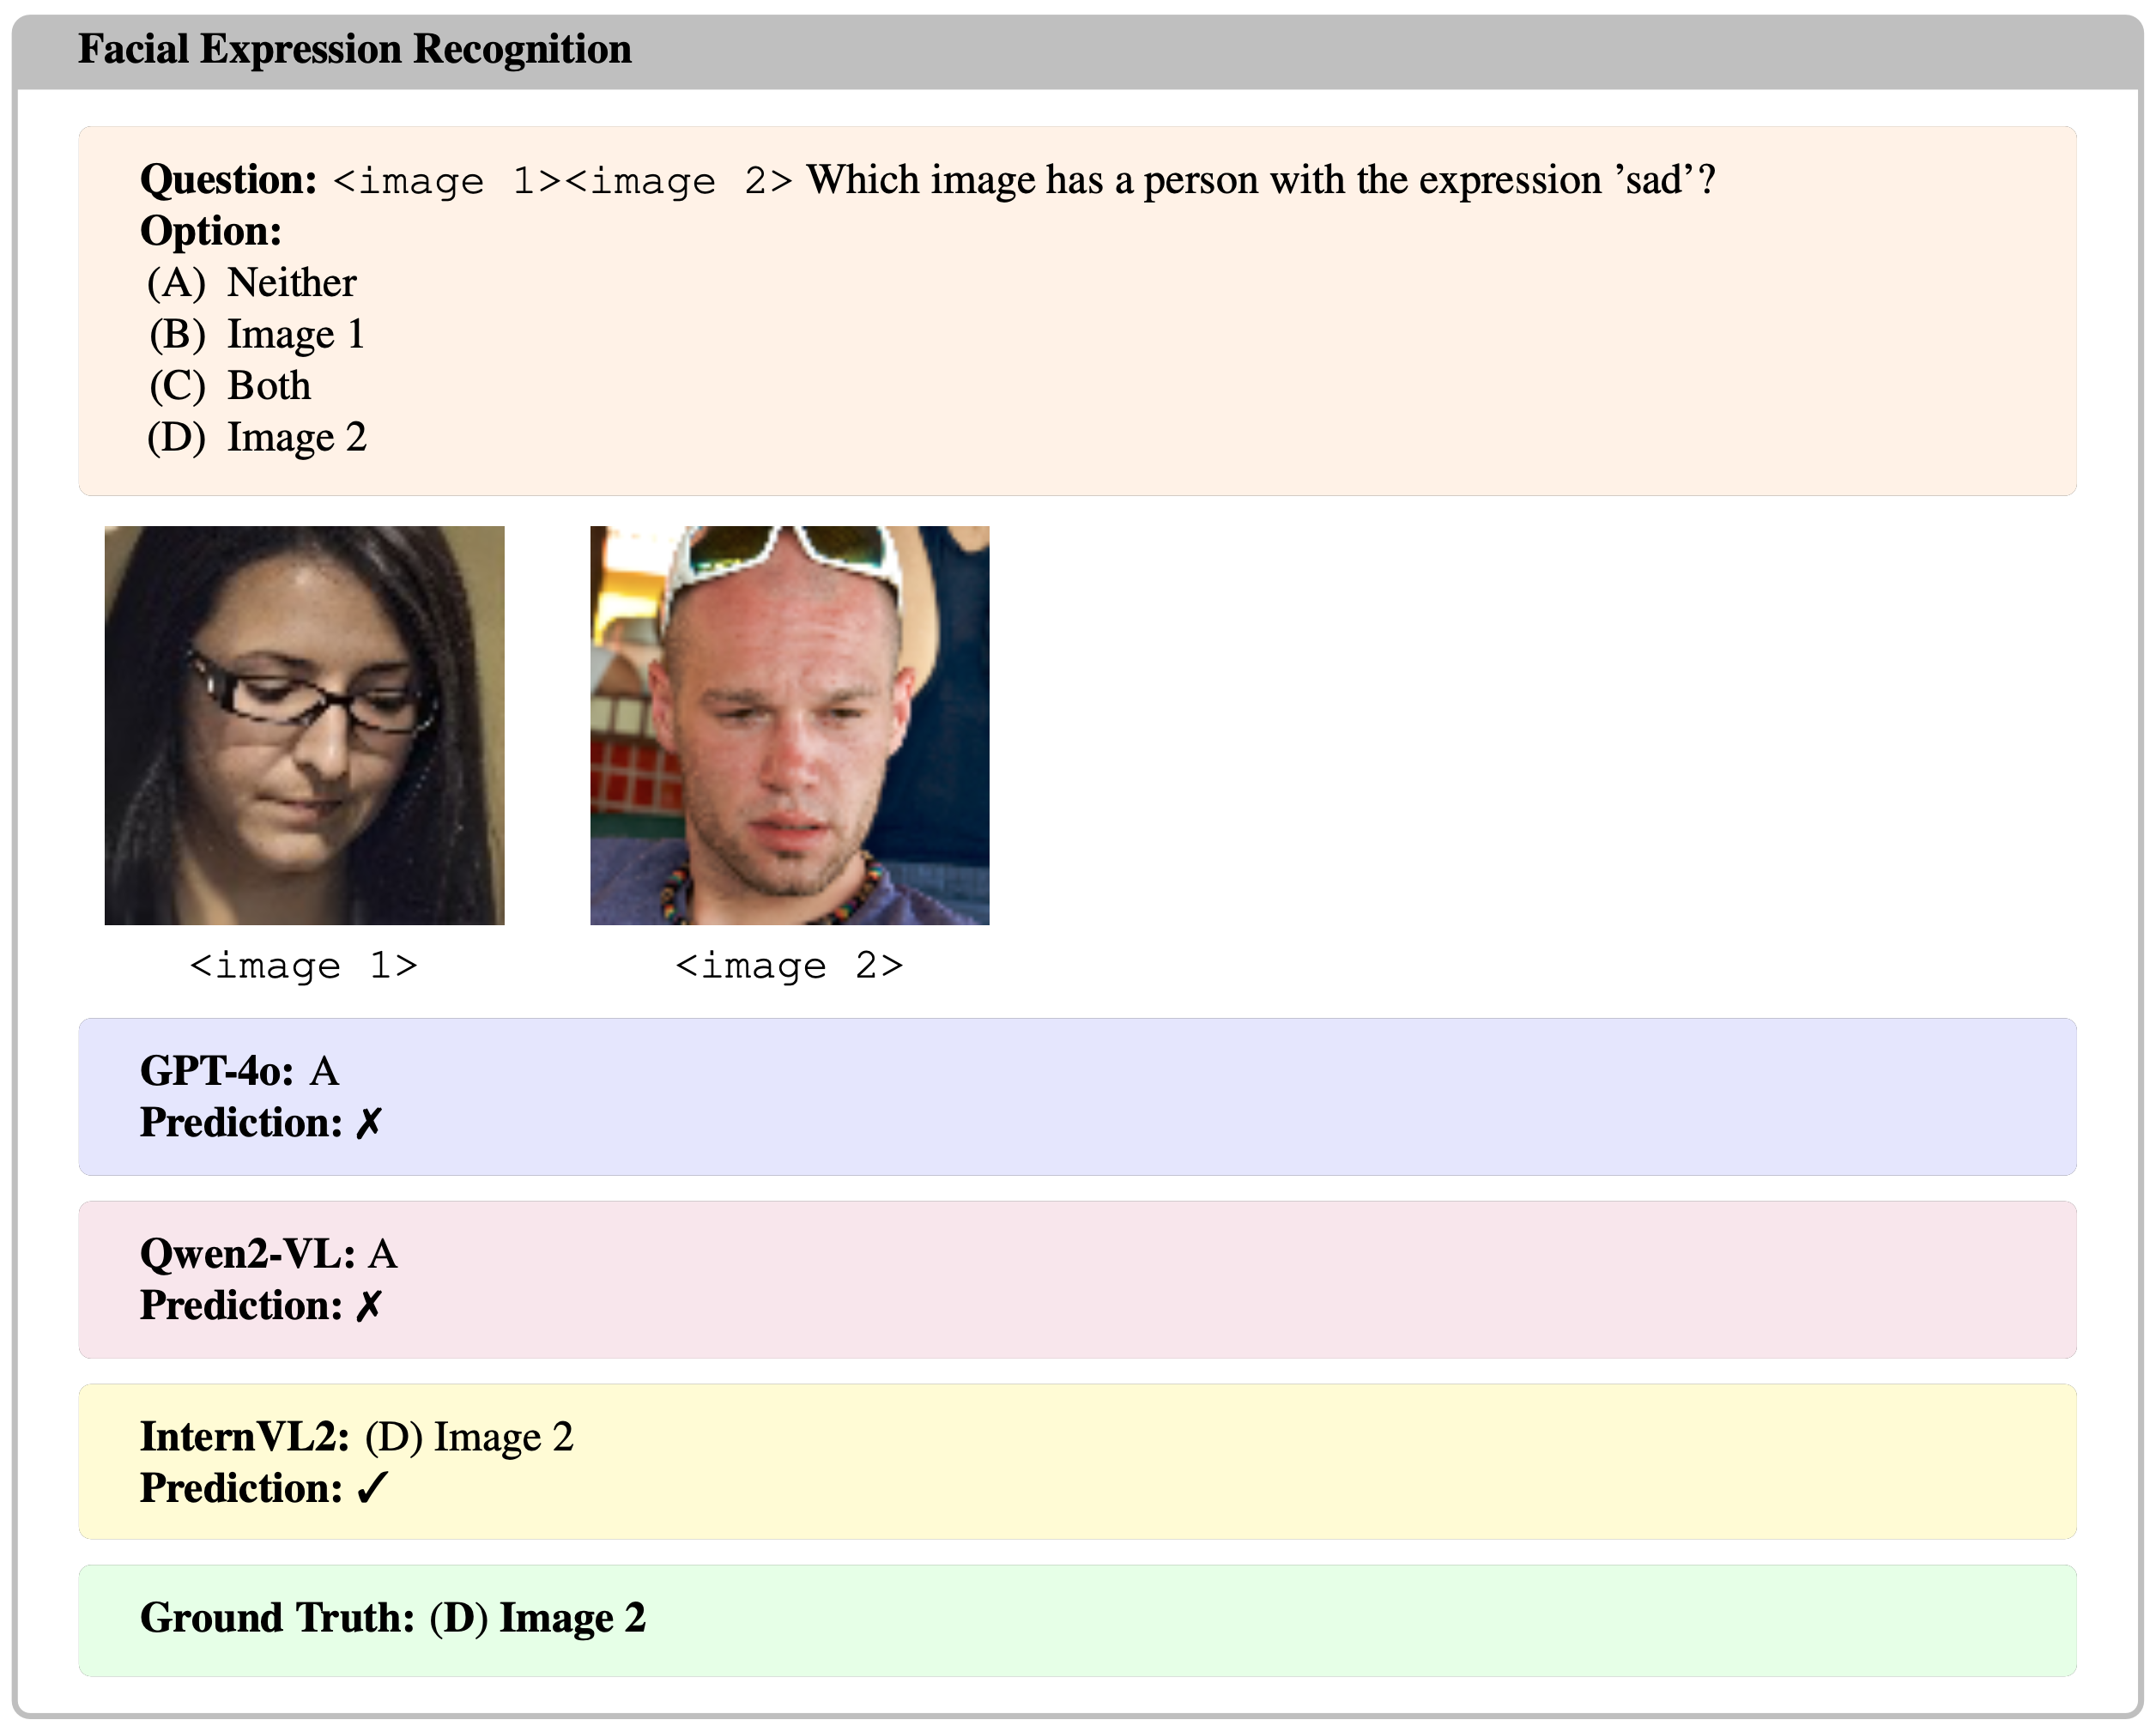 Facial Expression Recognition
Question: <image 1><image 2> Which image has a person with the expression ’sad’?
Option:
(A) Neither
(B) Image 1
(C) Both
(D) Image 2
<image 1> <image 2>
GPT-4o: A
Prediction: ✗
Qwen2-VL: A
Prediction: ✗
InternVL2: (D) Image 2
Prediction: ✓
Ground Truth: (D) Image 2